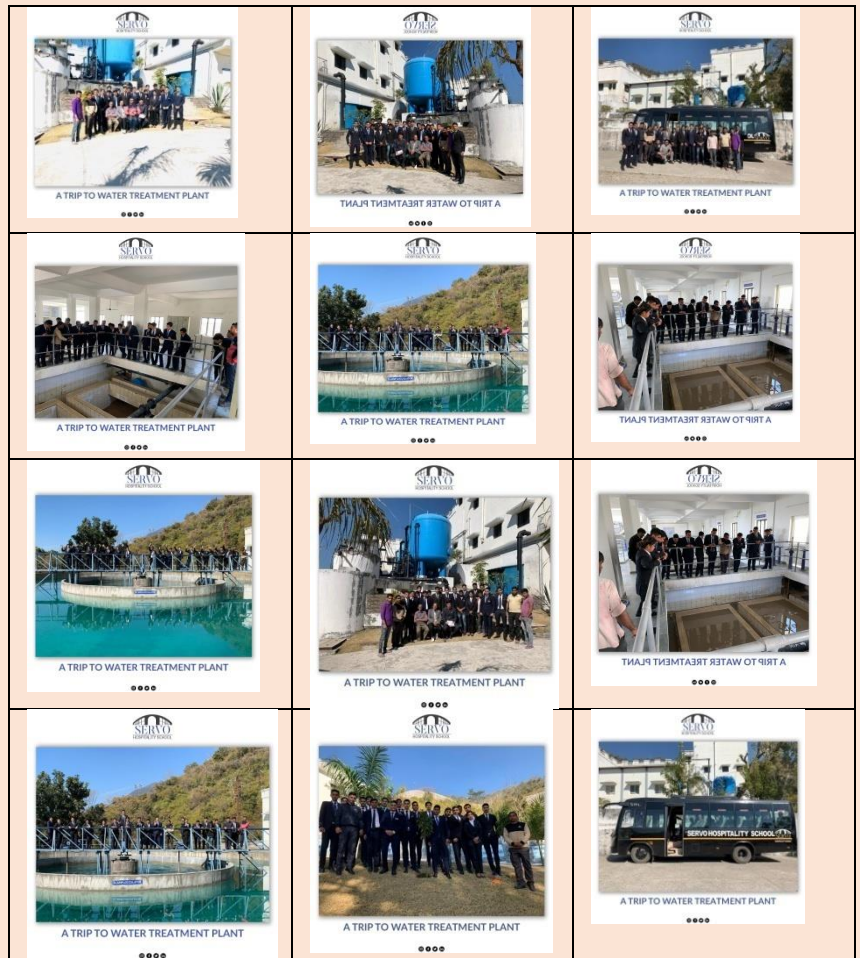 SERVO
HOSPITALITY SCHOOL
A TRIP TO WATER TREATMENT PLANT
SERVO
HOSPITALITY SCHOOL
A TRIP TO WATER TREATMENT PLANT
SERVO
HOSPITALITY SCHOOL
A TRIP TO WATER TREATMENT PLANT
SERVO
HOSPITALITY SCHOOL
A TRIP TO WATER TREATMENT PLANT
SERVO
HOSPITALITY SCHOOL
A TRIP TO WATER TREATMENT PLANT
SERVO
HOSPITALITY SCHOOL
A TRIP TO WATER TREATMENT PLANT
SERVO
HOSPITALITY SCHOOL
A TRIP TO WATER TREATMENT PLANT
SERVO
HOSPITALITY SCHOOL
A TRIP TO WATER TREATMENT PLANT
SERVO
HOSPITALITY SCHOOL
A TRIP TO WATER TREATMENT PLANT
SERVO
HOSPITALITY SCHOOL
A TRIP TO WATER TREATMENT PLANT
SERVO
HOSPITALITY SCHOOL
A TRIP TO WATER TREATMENT PLANT
SERVO
HOSPITALITY SCHOOL
SERVO HOSPITALITY SCHOOL
A TRIP TO WATER TREATMENT PLANT